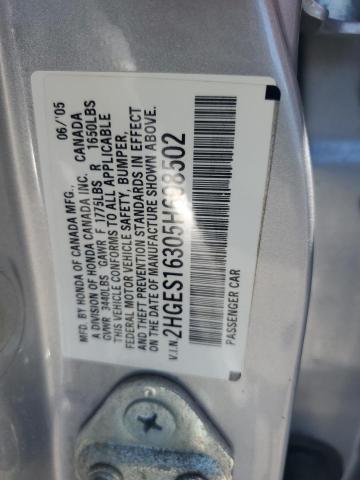 MFD. BY HONDA OF CANADA MFG., 06/'05
A DIVISION OF HONDA CANADA INC. CANADA
GVWR 3440LBS GAWR F 1775LBS R 1650LBS
THIS VEHICLE CONFORMS TO ALL APPLICABLE
FEDERAL MOTOR VEHICLE SAFETY, BUMPER,
AND THEFT PREVENTION STANDARDS IN EFFECT
ON THE DATE OF MANUFACTURE SHOWN ABOVE.
V.I.N.
PASSENGER CAR